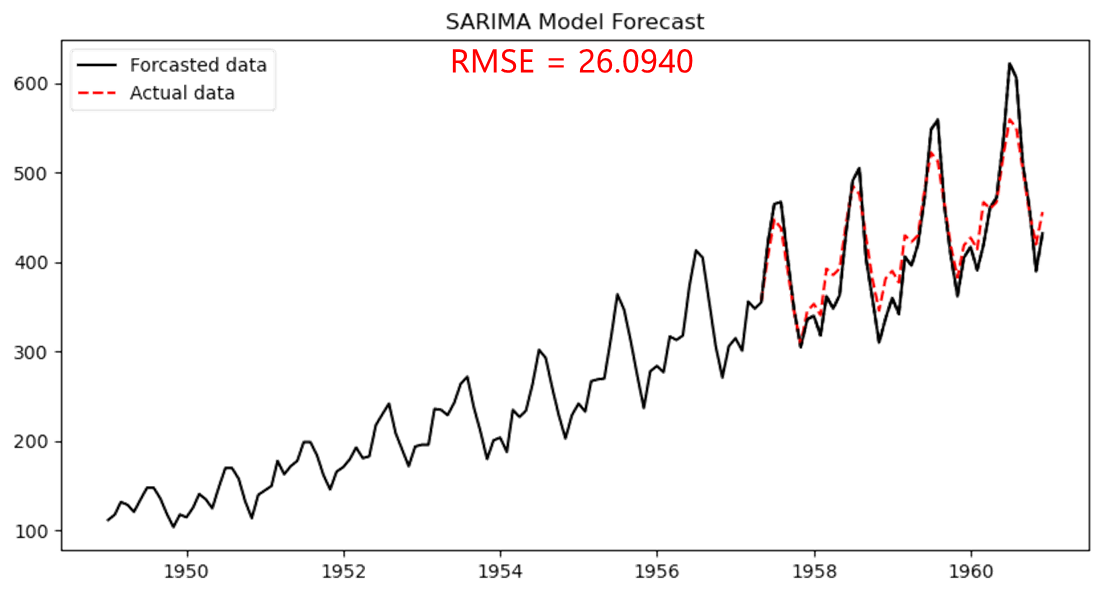 SARIMA Model Forecast
RMSE = 26.0940
Forcasted data
Actual data
600
500
400
300
200
100
1950 1952 1954 1956 1958 1960